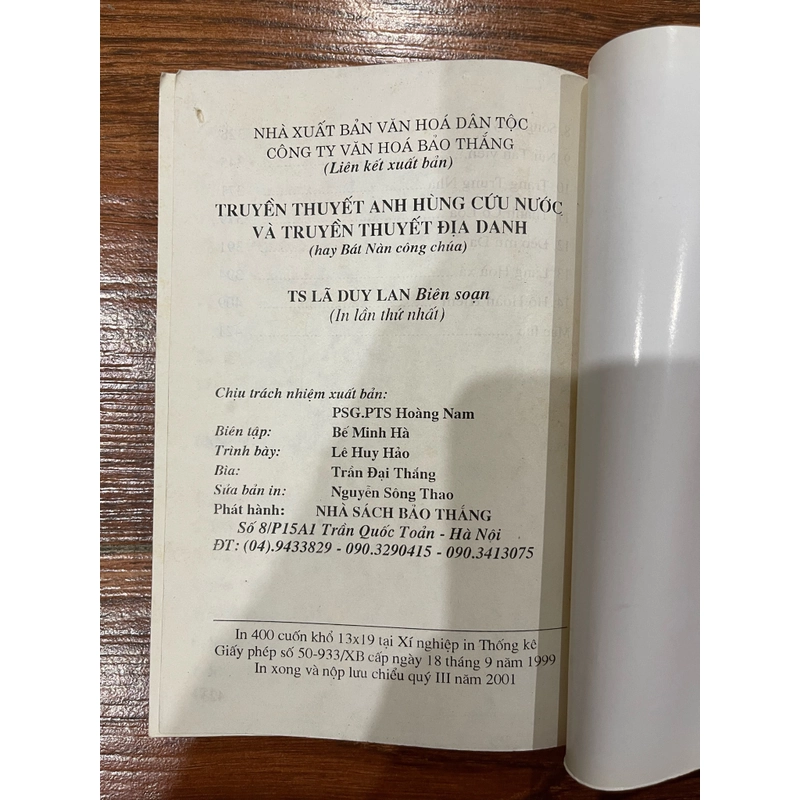 NHÀ XUẤT BẢN VĂN HOÁ DÂN TỘC
CÔNG TY VĂN HOÁ BẢO THẮNG
(Liên kết xuất bản)
TRUYỀN THUYẾT ANH HÙNG CỨU NƯỚC
VÀ TRUYỀN THUYẾT ĐỊA DANH
(hay Bát Nàn công chúa)
TS LÃ DUY LAN Biên soạn
(In lần thứ nhất)
Chịu trách nhiệm xuất bản:
PSG.PTS Hoàng Nam
Biên tập: Bế Minh Hà
Trình bày: Lê Huy Hảo
Bìa: Trần Đại Thắng
Sửa bản in: Nguyễn Sông Thao
Phát hành: NHÀ SÁCH BẢO THẮNG
Số 8/P15A1 Trần Quốc Toản - Hà Nội
ĐT: (04).9433829 - 090.3290415 - 090.3413075
In 400 cuốn khổ 13x19 tại Xí nghiệp in Thống kê
Giấy phép số 50-933/XB cấp ngày 18 tháng 9 năm 1999
In xong và nộp lưu chiểu quý III năm 2001